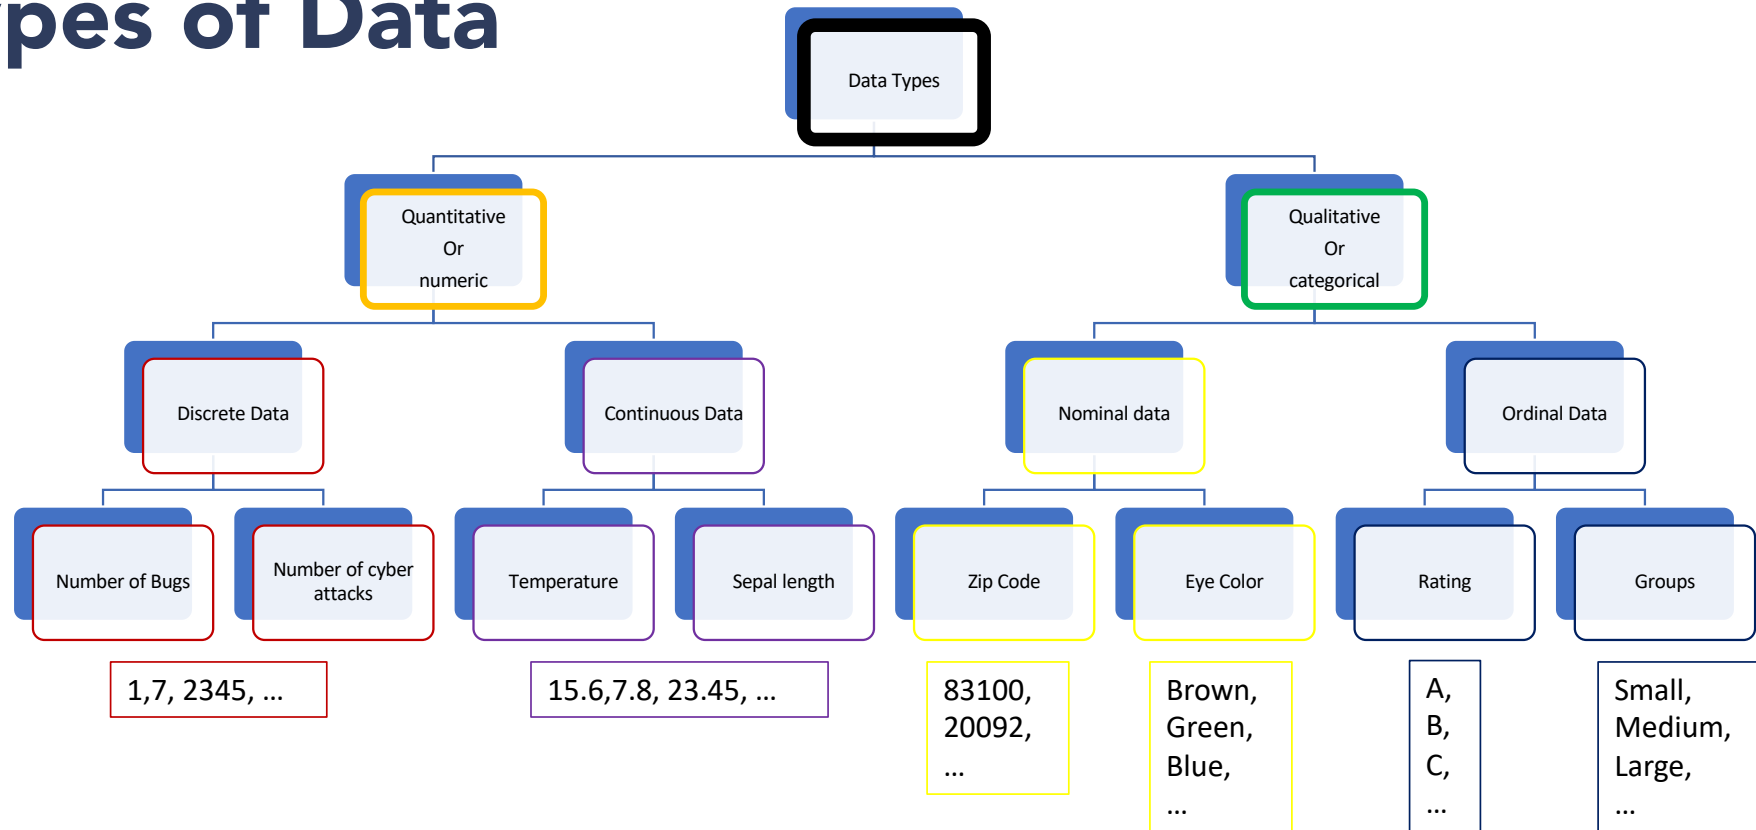 ypes of Data
Data Types
Quantitative
Or
numeric
Qualitative
Or
categorical
Discrete Data
Continuous Data
Nominal data
Ordinal Data
Number of Bugs
Number of cyber
attacks
Temperature
Sepal length
Zip Code
Eye Color
Rating
Groups
1,7, 2345, …
15.6,7.8, 23.45, …
83100,
20092,
…
Brown,
Green,
Blue,
…
A,
B,
C,
…
Small,
Medium,
Large,
…